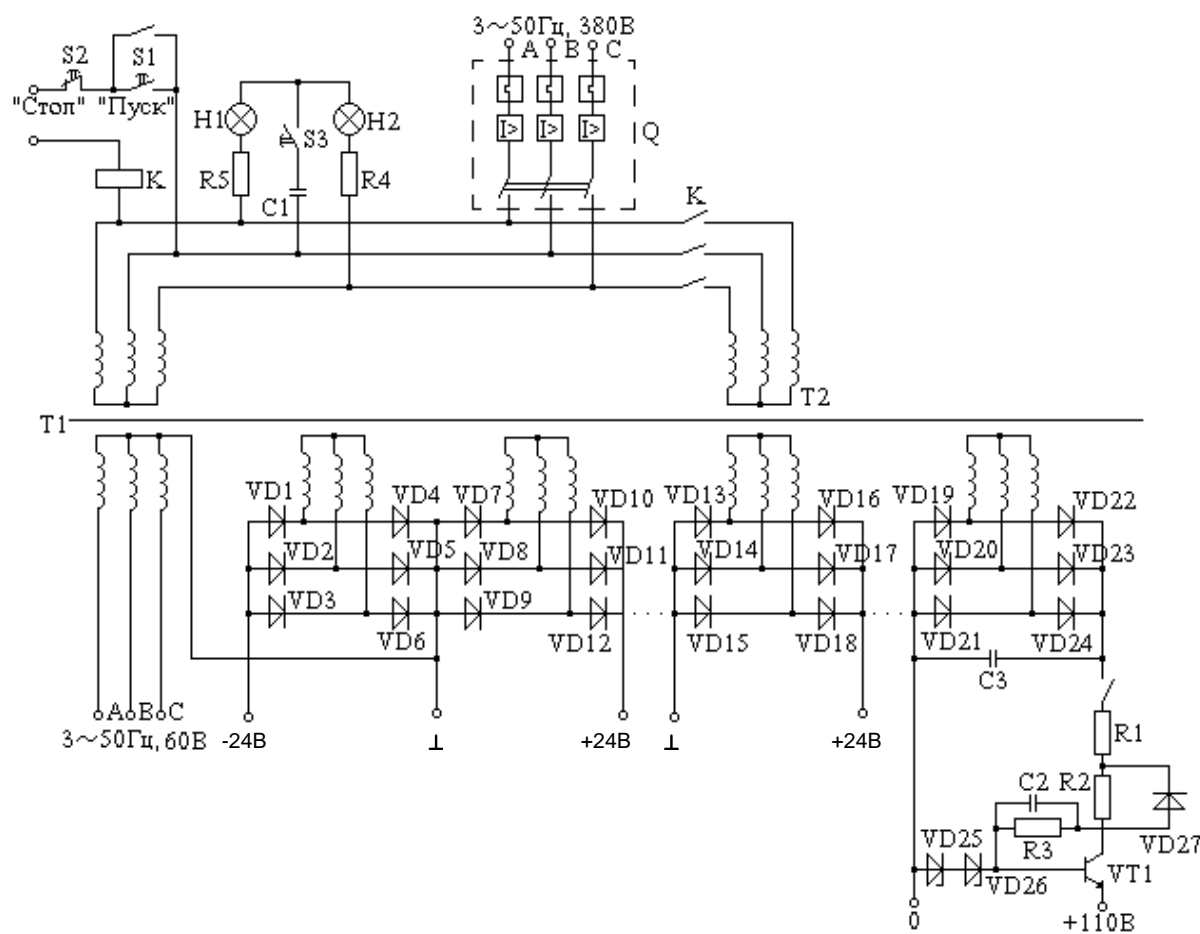 3～50Гц, 380В
A B C
S2 S1
"Стоп" "Пуск"
H1 S3 H2
I> I> I> Q
K R5 C1 R4
K
T2
T1
VD1 VD4 VD7 VD10 VD13 VD16 VD19 VD22
VD2 VD5 VD8 VD11 VD14 VD17 VD20 VD23
VD3 VD9
VD6 VD12 VD15 VD18 VD21 VD24
C3
A B C
3～50Гц, 60В -24В ⊥ +24В ⊥ +24В
R1
C2 R2
R3 VD27
VD25
VD26 VT1
0 +110В